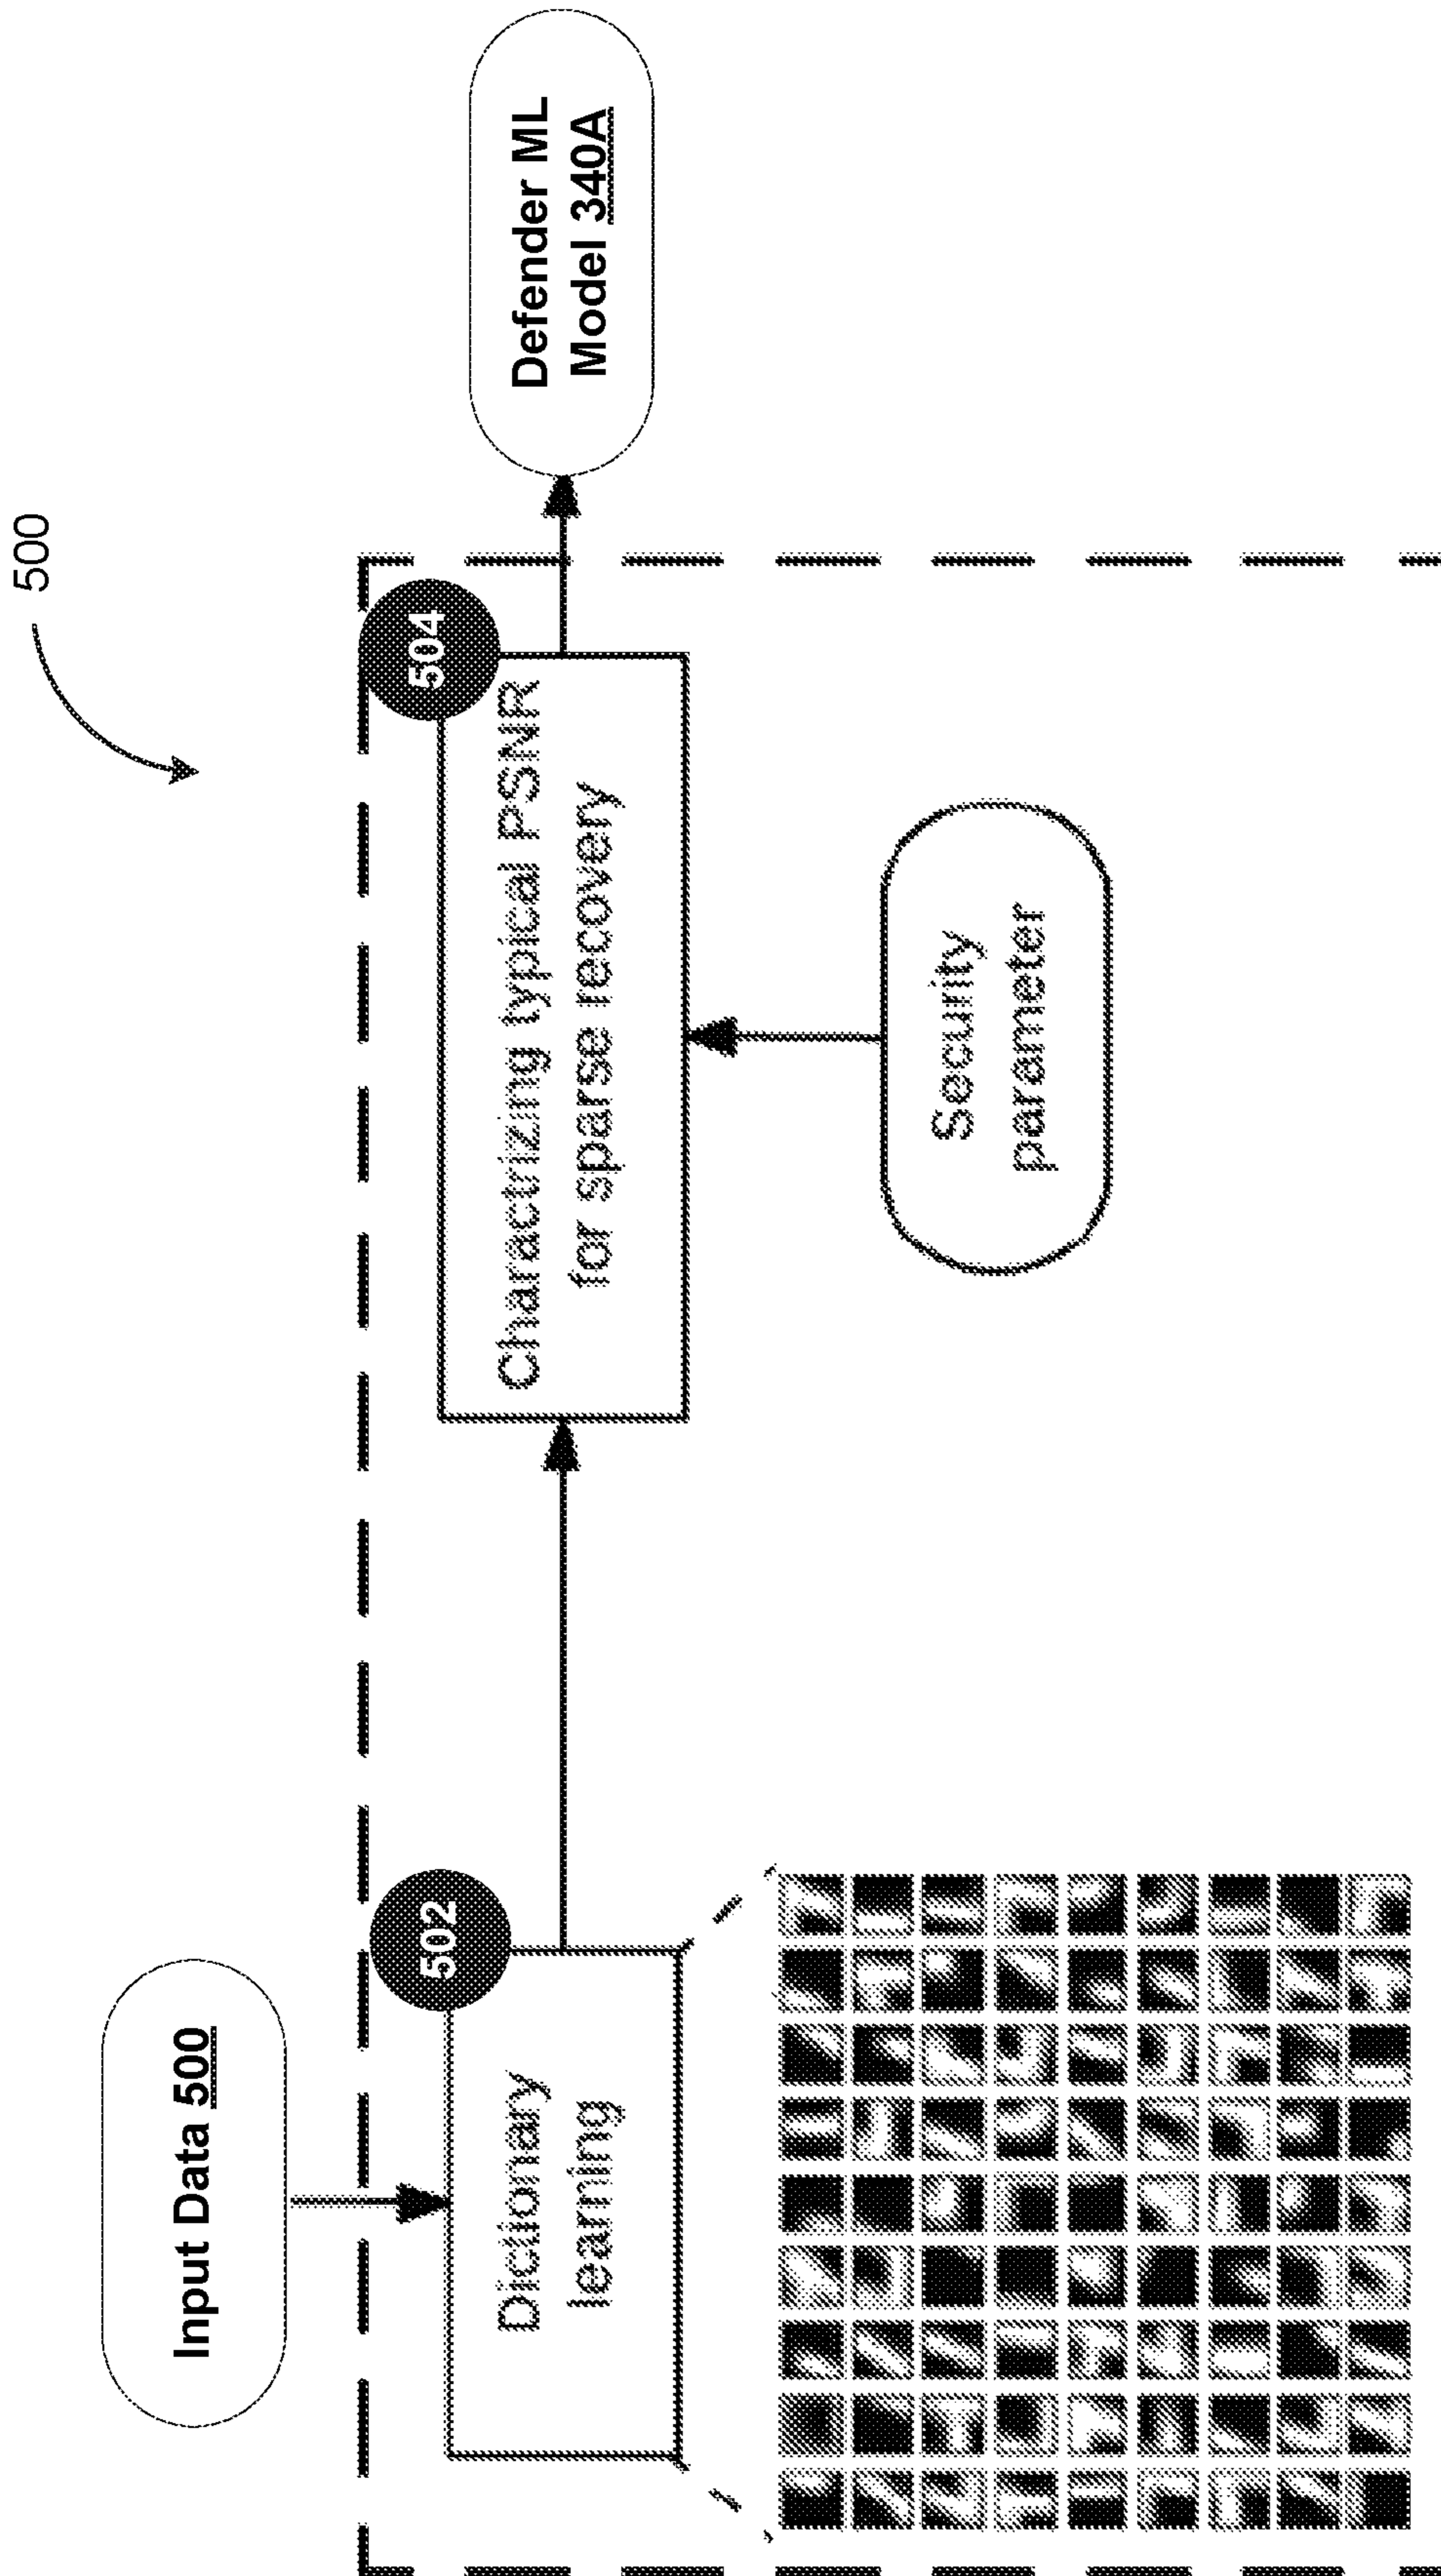 500
Input Data 500
502
Dictionary
learning
504
Charactrizing typical PSNR
for sparse recovery
Security
parameter
Defender ML
Model 340A